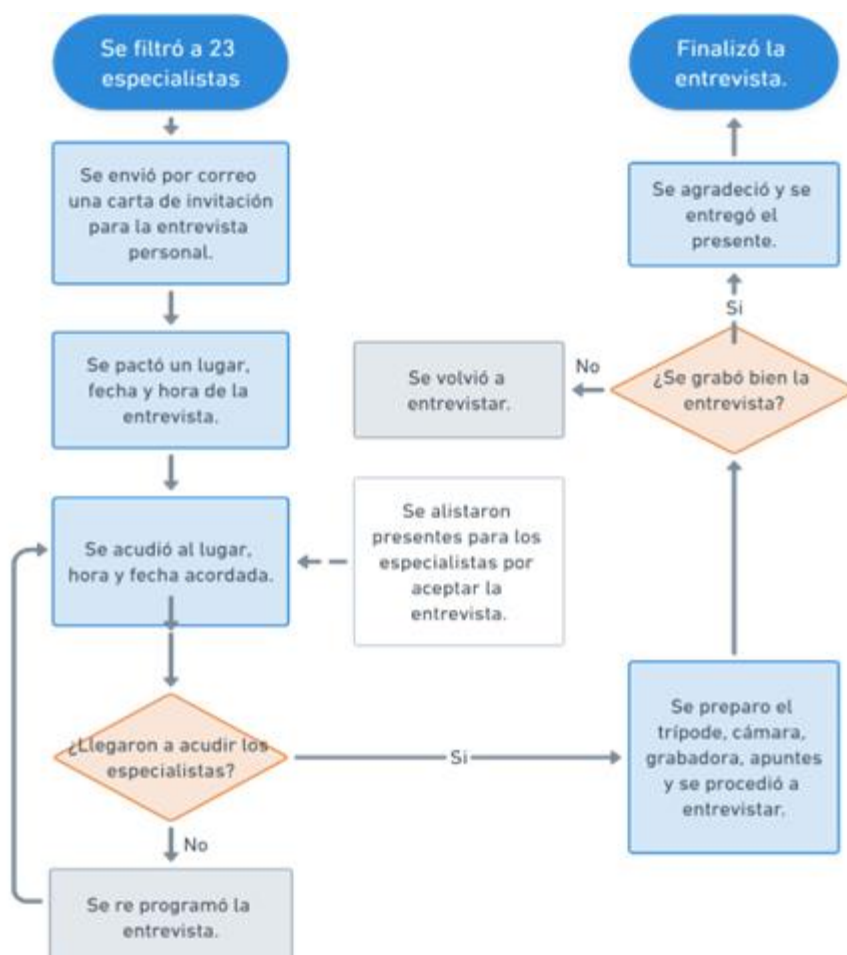 Se filtró a 23
especialistas
Se envió por correo
una carta de invitación
para la entrevista
personal.
Se pactó un lugar,
fecha y hora de la
entrevista.
Se acudió al lugar,
hora y fecha acordada.
Se alistaron
presentes para los
especialistas por
aceptar la
entrevista.
¿Llegaron a acudir los
especialistas?
No
Se re programó la
entrevista.
Si
Se preparo el
trípode, cámara,
grabadora, apuntes
y se procedió a
entrevistar.
¿Se grabó bien la
entrevista?
No
Se volvió a
entrevistar.
Si
Se agradeció y se
entregó el
presente.
Finalizó la
entrevista.